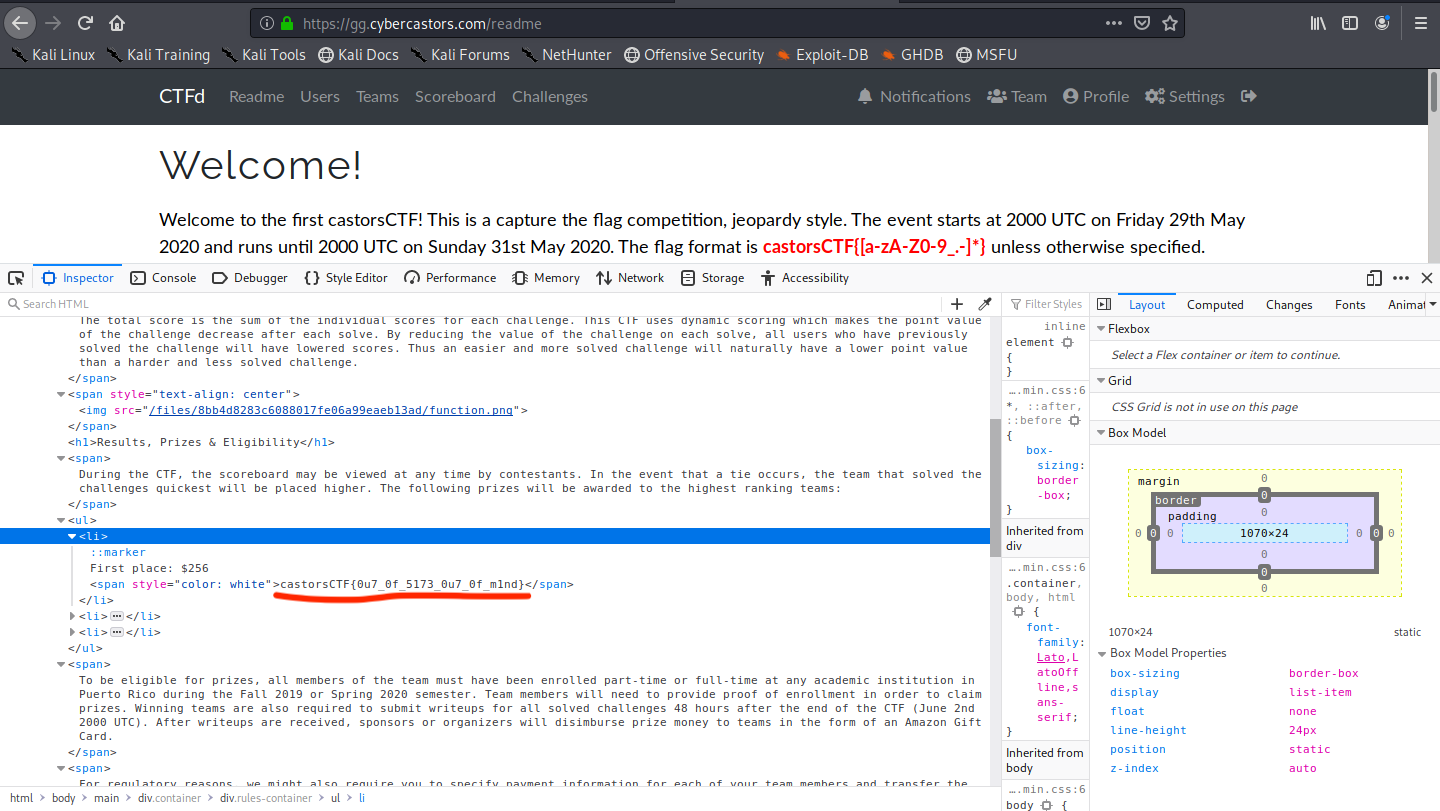 https://gg.cybercastors.com/readme
Kali Linux Kali Training Kali Tools Kali Docs Kali Forums NetHunter Offensive Security Exploit-DB GHDB MSFU
CTFd Readme Users Teams Scoreboard Challenges Notifications Team Profile Settings
Welcome!
Welcome to the first castorsCTF! This is a capture the flag competition, jeopardy style. The event starts at 2000 UTC on Friday 29th May
2020 and runs until 2000 UTC on Sunday 31st May 2020. The flag format is castorsCTF{[a-zA-Z0-9_.-]*} unless otherwise specified.
Inspector Console Debugger {} Style Editor Performance Memory Network Storage Accessibility
Search HTML
The total score is the sum of the individual scores for each challenge. This CTF uses dynamic scoring which makes the point value
of the challenge decrease after each solve. By reducing the value of the challenge on each solve, all users who have previously
solved the challenge will have lowered scores. Thus an easier and more solved challenge will naturally have a lower point value
than a harder and less solved challenge.
</span>
<span style="text-align: center">
<img src="/files/8bb4d8283c6088017fe06a99eaeb13ad/function.png">
</span>
<h1>Results, Prizes & Eligibility</h1>
<span>
During the CTF, the scoreboard may be viewed at any time by contestants. In the event that a tie occurs, the team that solved the
challenges quickest will be placed higher. The following prizes will be awarded to the highest ranking teams:
</span>
<ul>
<li>
::marker
First place: $256
<span style="color: white">castorsCTF{0u7_0f_5173_0u7_0f_m1nd}</span>
</li>
<li>···</li>
<li>···</li>
</ul>
<span>
To be eligible for prizes, all members of the team must have been enrolled part-time or full-time at any academic institution in
Puerto Rico during the Fall 2019 or Spring 2020 semester. Team members will need to provide proof of enrollment in order to claim
prizes. Winning teams are also required to submit writeups for all solved challenges 48 hours after the end of the CTF (June 2nd
2000 UTC). After writeups are received, sponsors or organizers will disimburse prize money to teams in the form of an Amazon Gift
Card.
</span>
<span>
For regulatory reasons, we might also require you to specify payment information for each of your team members and transfer the
html > body > main > div.container > div.rules-container > ul > li
Filter Styles
inline
element
{
}
….min.css:6
*, ::after,
::before
{
box-
sizing:
border
-box;
}
Inherited from
div
….min.css:6
.container,
body, html
{
font-
family:
Lato,L
atoOff
line,s
ans-
serif;
}
Inherited from
body
….min.css:6
body {
Layout Computed Changes Fonts Animat
Flexbox
Select a Flex container or item to continue.
Grid
CSS Grid is not in use on this page
Box Model
margin 0
border 0
padding 0
0 0 0 1070×24 0 0 0
0
0
0
1070×24 static
Box Model Properties
box-sizing border-box
display list-item
float none
line-height 24px
position static
z-index auto